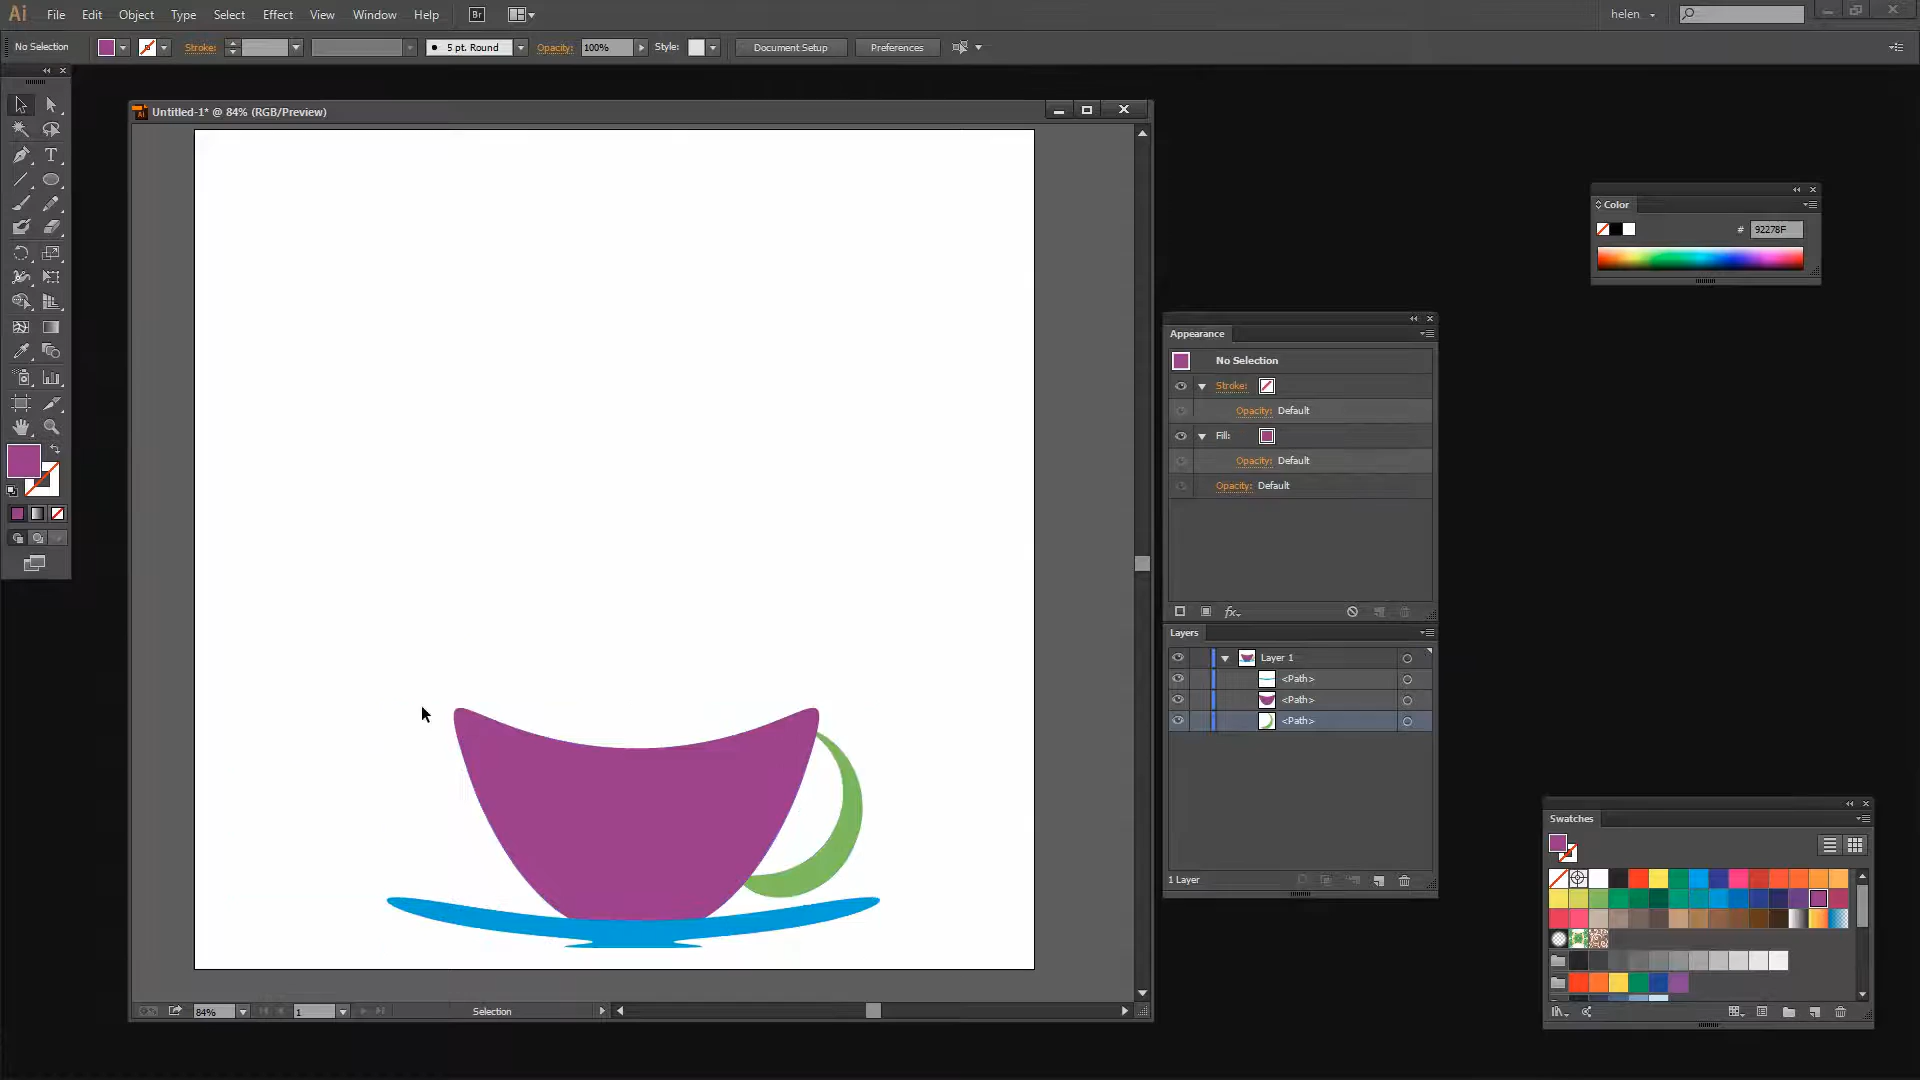 Ai File Edit Object Type Select Effect View Window Help Br helen
No Selection Stroke: 5 pt. Round Opacity: 100% Style: Document Setup Preferences
Untitled-1* @ 84% (RGB/Preview)
Color
# 92278F
Appearance
No Selection
Stroke:
Opacity: Default
Fill:
Opacity: Default
Opacity: Default
fx
Layers
Layer 1
<Path>
<Path>
<Path>
1 Layer
Swatches
84% 1 Selection